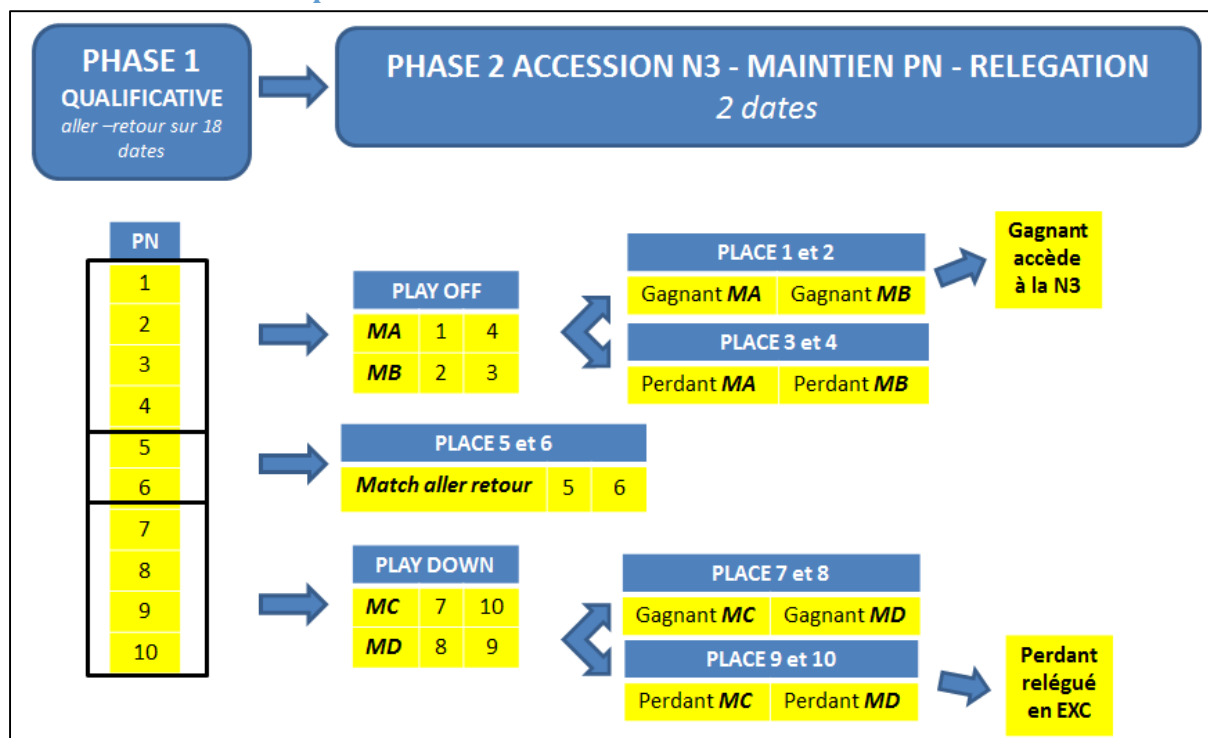 PHASE 1
QUALIFICATIVE
aller –retour sur 18
dates
PHASE 2 ACCESSION N3 - MAINTIEN PN - RELEGATION
2 dates
PN
1
2
3
4
5
6
7
8
9
10
PLAY OFF
MA 1 4
MB 2 3
PLACE 1 et 2
Gagnant MA Gagnant MB
PLACE 3 et 4
Perdant MA Perdant MB
Gagnant
accède
à la N3
PLACE 5 et 6
Match aller retour 5 6
PLAY DOWN
MC 7 10
MD 8 9
PLACE 7 et 8
Gagnant MC Gagnant MD
PLACE 9 et 10
Perdant MC Perdant MD
Perdant
relégué
en EXC